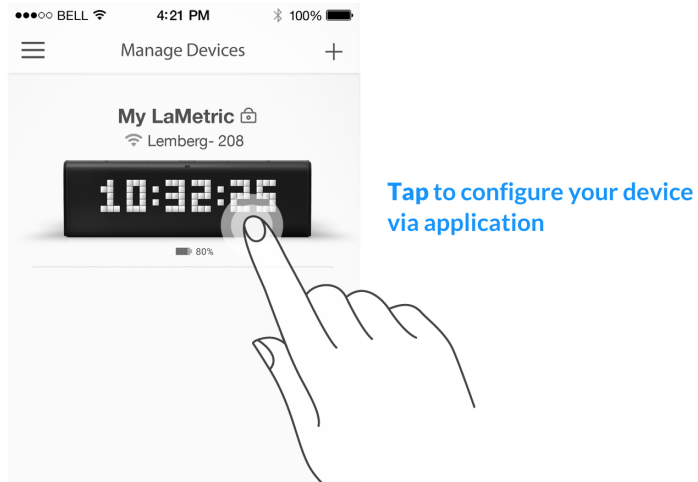 BELL 4:21 PM 100%
Manage Devices
My LaMetric
Lemberg- 208
10:32:25
80%
Tap to configure your device
via application